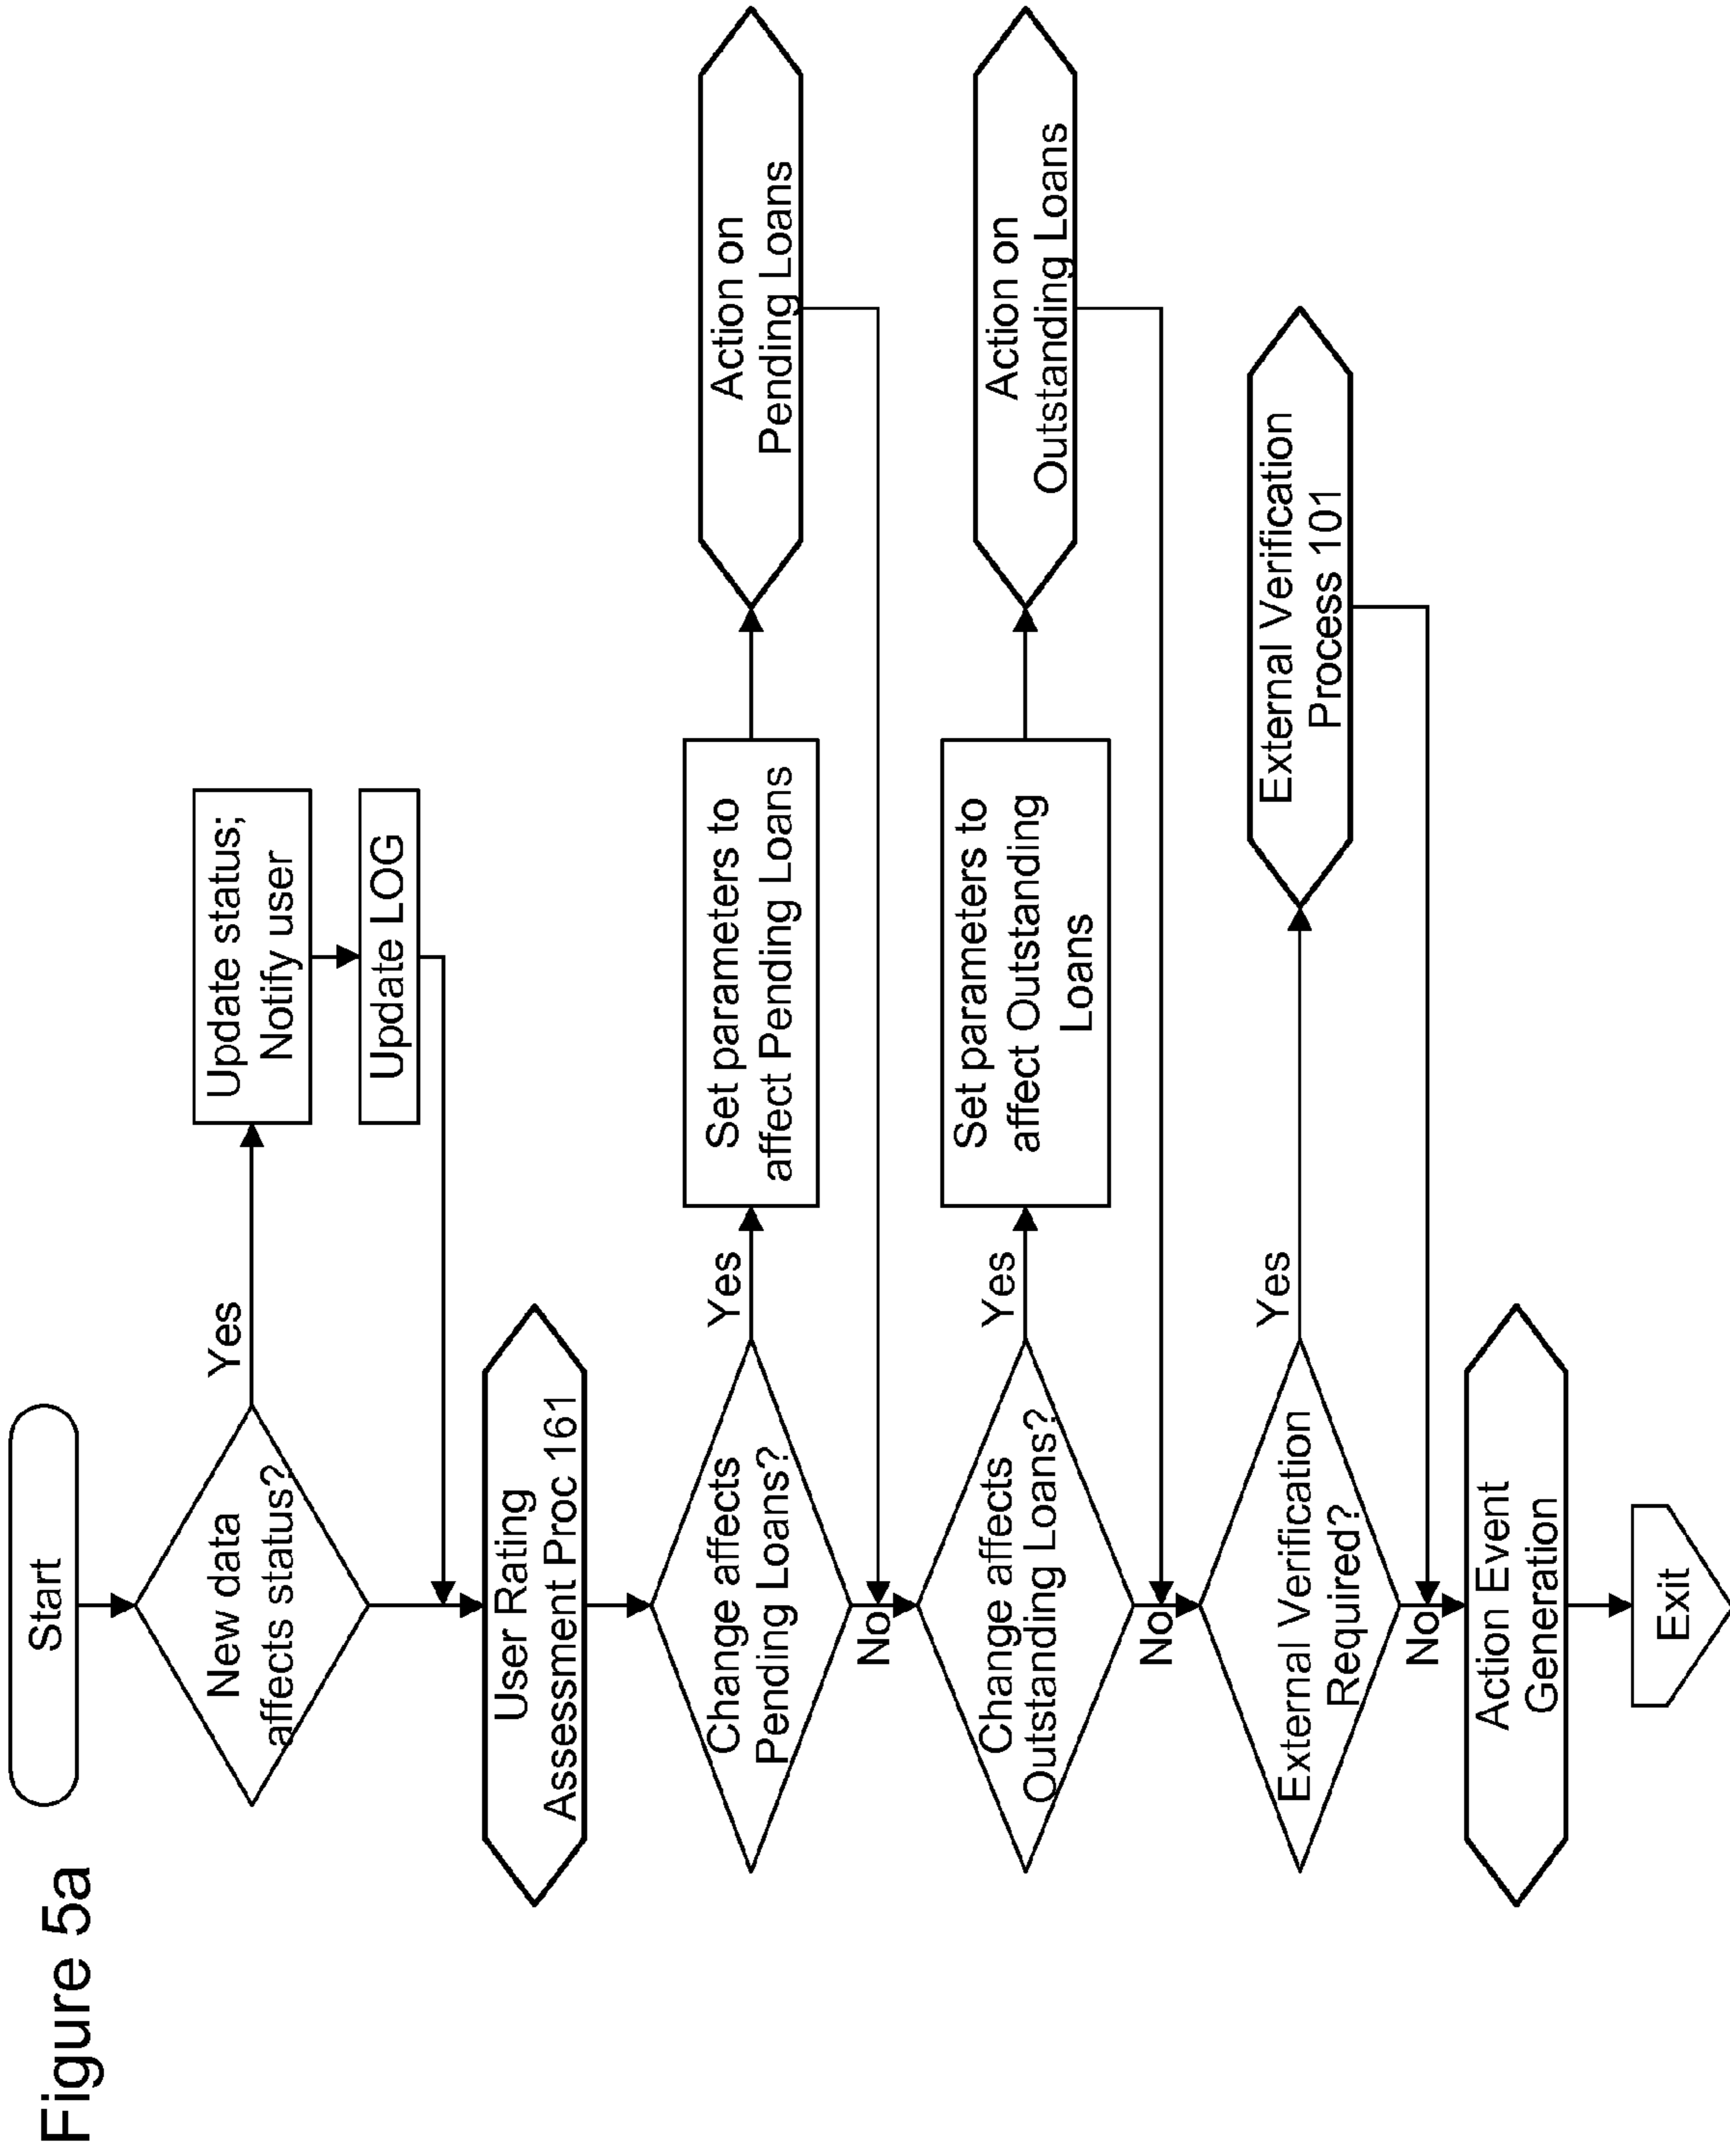 Figure 5a
Start
New data
affects status?
Yes
Update status;
Notify user
Update LOG
User Rating
Assessment Proc 161
Change affects
Pending Loans?
Yes
Set parameters to
affect Pending Loans
Action on
Pending Loans
No
Change affects
Outstanding Loans?
Yes
Set parameters to
affect Outstanding
Loans
Action on
Outstanding Loans
No
External Verification
Required?
Yes
External Verification
Process 101
No
Action Event
Generation
Exit